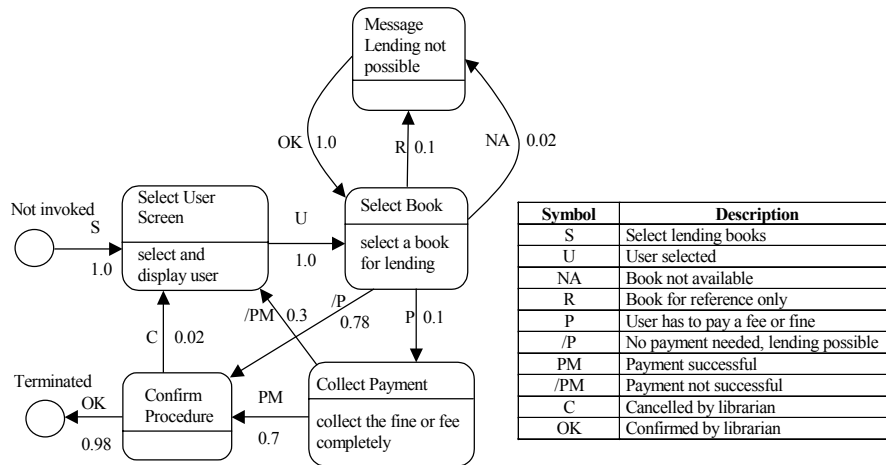 Message
Lending not
possible
OK 1.0
R 0.1
NA 0.02
Not invoked
S
1.0
Select User
Screen
select and
display user
U
1.0
Select Book
select a book
for lending
/P
0.78
/PM 0.3
P 0.1
C 0.02
Terminated
OK
0.98
Confirm
Procedure
PM
0.7
Collect Payment
collect the fine or fee
completely
Symbol Description
S Select lending books
U User selected
NA Book not available
R Book for reference only
P User has to pay a fee or fine
/P No payment needed, lending possible
PM Payment successful
/PM Payment not successful
C Cancelled by librarian
OK Confirmed by librarian